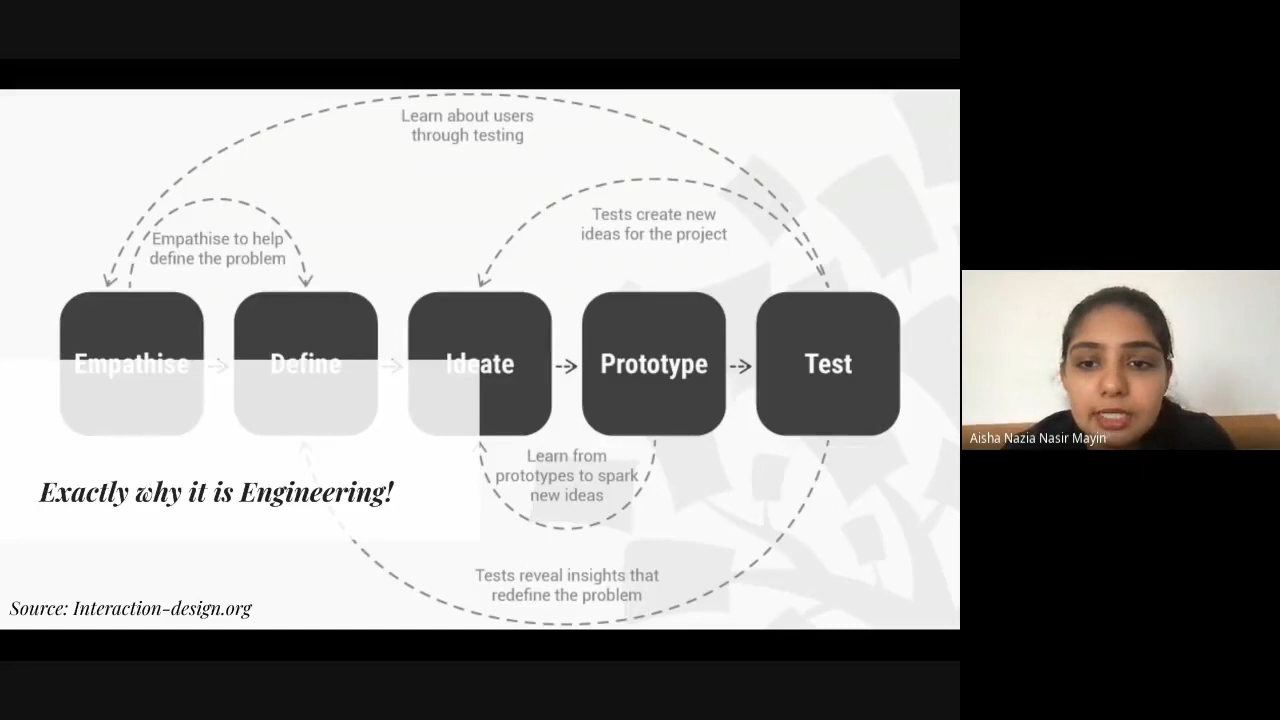 Learn about users
through testing
Tests create new
ideas for the project
Empathise to help
define the problem
Empathise
Define
Ideate
Prototype
Test
Learn from
prototypes to spark
new ideas
Exactly why it is Engineering!
Tests reveal insights that
redefine the problem
Source: Interaction-design.org
Aisha Nazia Nasir Mayin